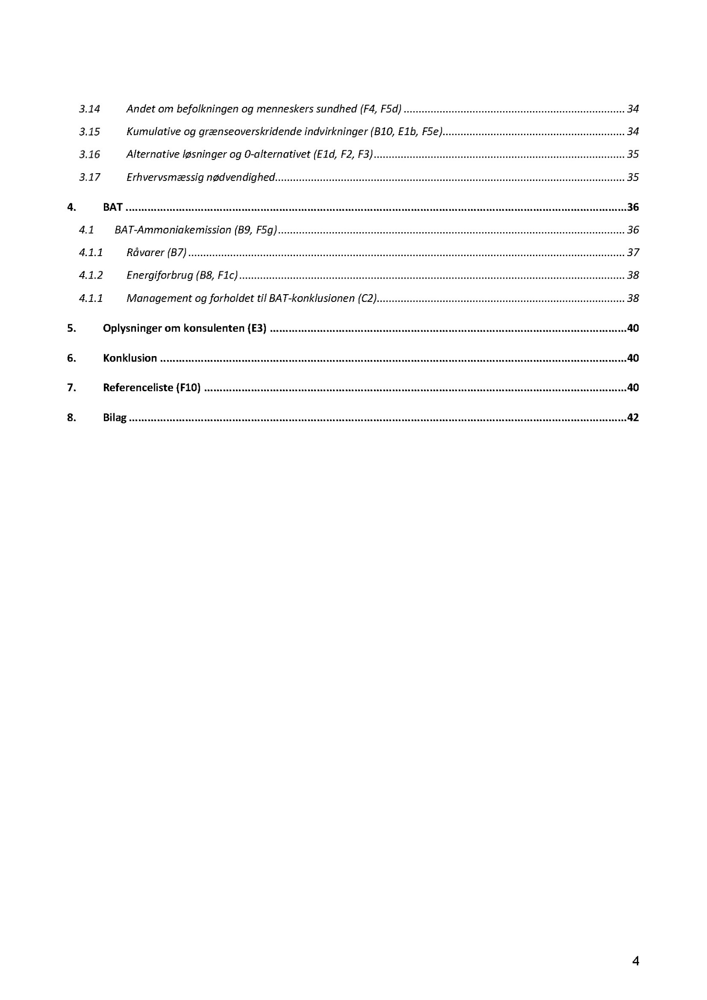 3.14 Andet om befolkningen og menneskers sundhed (F4, F5d) ........ 34
3.15 Kumulative og grænseoverskridende indvirkninger (B10, E1b, F5e) ........ 34
3.16 Alternative løsninger og 0-alternativet (E1d, F2, F3) ........ 35
3.17 Erhvervsmæssig nødvendighed ........ 35
4. BAT ........ 36
4.1 BAT-Ammoniakemission (B9, F5g) ........ 36
4.1.1 Råvarer (B7) ........ 37
4.1.2 Energiforbrug (B8, F1c) ........ 38
4.1.1 Management og forholdet til BAT-konklusionen (C2) ........ 38
5. Oplysninger om konsulenten (E3) ........ 40
6. Konklusion ........ 40
7. Referenceliste (F10) ........ 40
8. Bilag ........ 42
4